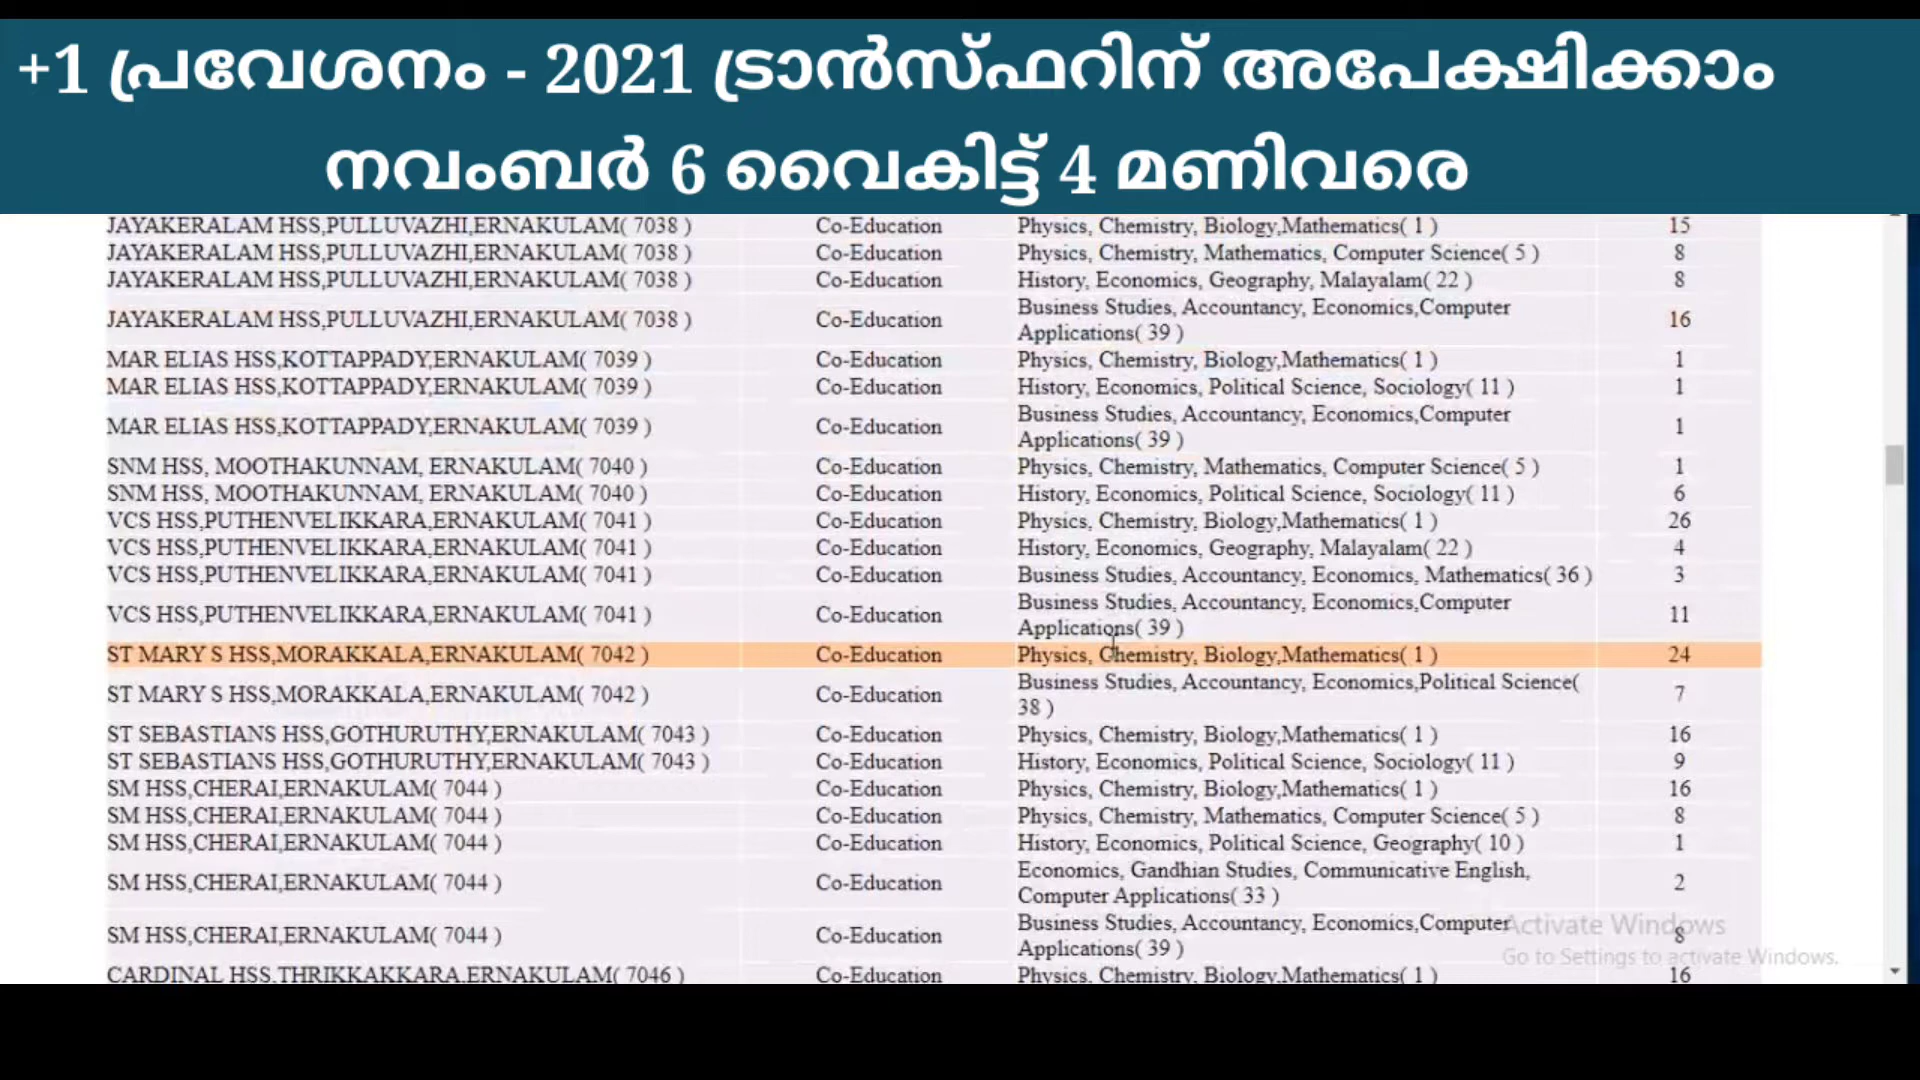 +1 പ്രവേശനം - 2021 ട്രാൻസ്ഫറിന് അപേക്ഷിക്കാം
നവംബർ 6 വൈകിട്ട് 4 മണിവരെ
JAYAKERALAM HSS,PULLUVAZHI,ERNAKULAM( 7038 ) Co-Education Physics, Chemistry, Biology,Mathematics( 1 ) 15
JAYAKERALAM HSS,PULLUVAZHI,ERNAKULAM( 7038 ) Co-Education Physics, Chemistry, Mathematics, Computer Science( 5 ) 8
JAYAKERALAM HSS,PULLUVAZHI,ERNAKULAM( 7038 ) Co-Education History, Economics, Geography, Malayalam( 22 ) 8
JAYAKERALAM HSS,PULLUVAZHI,ERNAKULAM( 7038 ) Co-Education Business Studies, Accountancy, Economics,Computer
Applications( 39 ) 16
MAR ELIAS HSS,KOTTAPPADY,ERNAKULAM( 7039 ) Co-Education Physics, Chemistry, Biology,Mathematics( 1 ) 1
MAR ELIAS HSS,KOTTAPPADY,ERNAKULAM( 7039 ) Co-Education History, Economics, Political Science, Sociology( 11 ) 1
MAR ELIAS HSS,KOTTAPPADY,ERNAKULAM( 7039 ) Co-Education Business Studies, Accountancy, Economics,Computer
Applications( 39 ) 1
SNM HSS, MOOTHAKUNNAM, ERNAKULAM( 7040 ) Co-Education Physics, Chemistry, Mathematics, Computer Science( 5 ) 1
SNM HSS, MOOTHAKUNNAM, ERNAKULAM( 7040 ) Co-Education History, Economics, Political Science, Sociology( 11 ) 6
VCS HSS,PUTHENVELIKKARA,ERNAKULAM( 7041 ) Co-Education Physics, Chemistry, Biology,Mathematics( 1 ) 26
VCS HSS,PUTHENVELIKKARA,ERNAKULAM( 7041 ) Co-Education History, Economics, Geography, Malayalam( 22 ) 4
VCS HSS,PUTHENVELIKKARA,ERNAKULAM( 7041 ) Co-Education Business Studies, Accountancy, Economics, Mathematics( 36 ) 3
VCS HSS,PUTHENVELIKKARA,ERNAKULAM( 7041 ) Co-Education Business Studies, Accountancy, Economics,Computer
Applications( 39 ) 11
ST MARY S HSS,MORAKKALA,ERNAKULAM( 7042 ) Co-Education Physics, Chemistry, Biology,Mathematics( 1 ) 24
ST MARY S HSS,MORAKKALA,ERNAKULAM( 7042 ) Co-Education Business Studies, Accountancy, Economics,Political Science(
38 ) 7
ST SEBASTIANS HSS,GOTHURUTHY,ERNAKULAM( 7043 ) Co-Education Physics, Chemistry, Biology,Mathematics( 1 ) 16
ST SEBASTIANS HSS,GOTHURUTHY,ERNAKULAM( 7043 ) Co-Education History, Economics, Political Science, Sociology( 11 ) 9
SM HSS,CHERAI,ERNAKULAM( 7044 ) Co-Education Physics, Chemistry, Biology,Mathematics( 1 ) 16
SM HSS,CHERAI,ERNAKULAM( 7044 ) Co-Education Physics, Chemistry, Mathematics, Computer Science( 5 ) 8
SM HSS,CHERAI,ERNAKULAM( 7044 ) Co-Education History, Economics, Political Science, Geography( 10 ) 1
SM HSS,CHERAI,ERNAKULAM( 7044 ) Co-Education Economics, Gandhian Studies, Communicative English,
Computer Applications( 33 ) 2
SM HSS,CHERAI,ERNAKULAM( 7044 ) Co-Education Business Studies, Accountancy, Economics,Computer
Applications( 39 ) 8
Activate Windows
Go to Settings to activate Windows.
CARDINAL HSS,THRIKKAKKARA,ERNAKULAM( 7046 ) Co-Education Physics, Chemistry, Biology,Mathematics( 1 ) 16